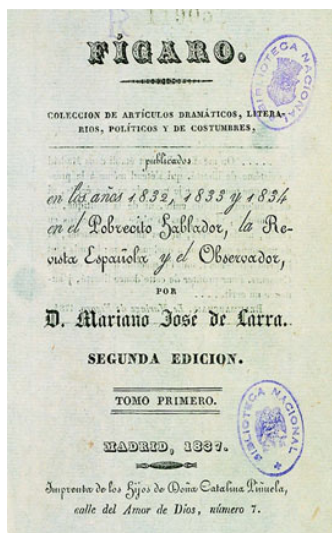 FÍGARO.
COLECCION DE ARTÍCULOS DRAMÁTICOS, LITERA-
RIOS, POLÍTICOS Y DE COSTUMBRES,
publicados
en los años 1832, 1833 y 1834
en el Pobrecito Hablador, la Re-
vista Española y el Observador,
POR
D. Mariano José de Larra.
SEGUNDA EDICION.
TOMO PRIMERO.
MADRID, 1837.
Imprenta de los Hijos de Doña Catalina Piñuela,
calle del Amor de Dios, número 7.
BIBLIOTECA NACIONAL
BIBLIOTECA NACIONAL